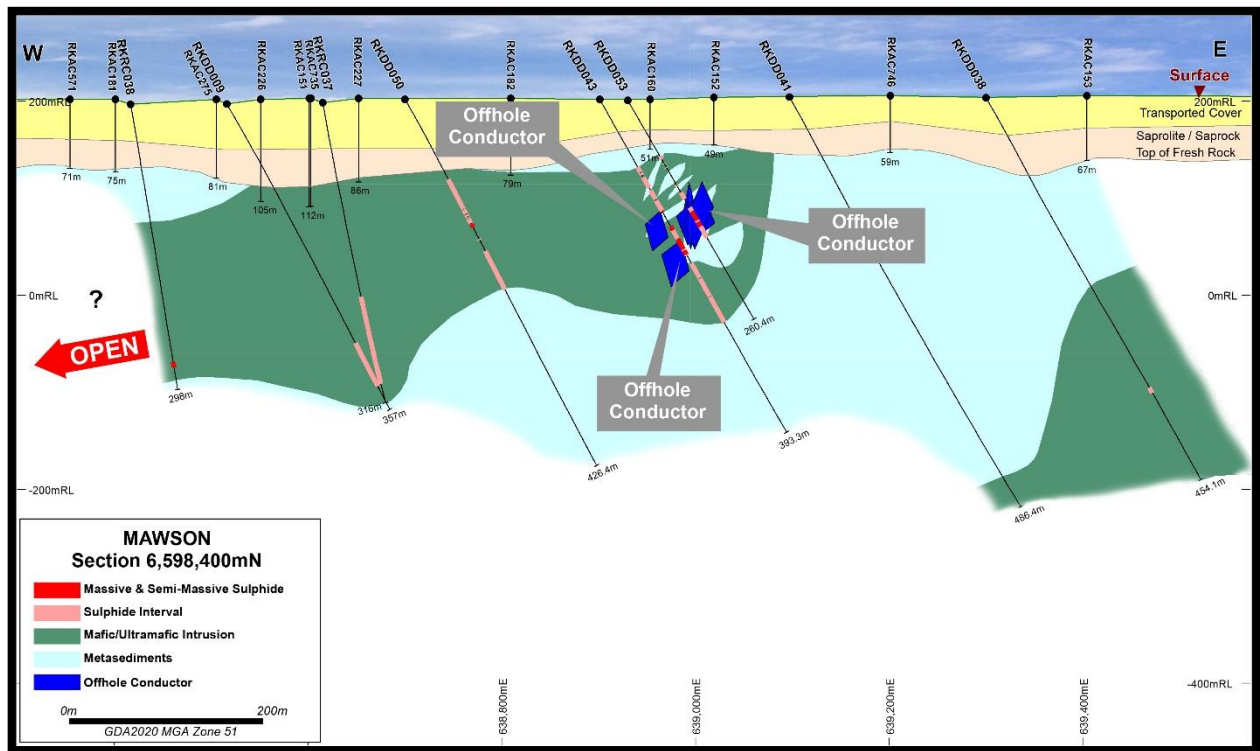 W
E
RKAC571
RKAC181
RKRC038
RKDD009
RKAC275
RKAC226
RKAC151
RKAC735
RKRC037
RKAC227
RKDD050
RKAC182
RKDD043
RKDD053
RKAC160
RKAC152
RKDD041
RKAC746
RKDD038
RKAC153
Surface
200mRL
200mRL
Transported Cover
Saprolite / Saprock
Top of Fresh Rock
Offhole
Conductor
71m
75m
81m
105m
112m
86m
79m
51m
49m
59m
67m
Offhole
Conductor
?
0mRL
0mRL
OPEN
260.4m
Offhole
Conductor
298m
316m
357m
426.4m
393.3m
486.4m
454.1m
-200mRL
-200mRL
MAWSON
Section 6,598,400mN
Massive & Semi-Massive Sulphide
Sulphide Interval
Mafic/Ultramafic Intrusion
Metasediments
Offhole Conductor
0m 200m
GDA2020 MGA Zone 51
638,800mE
639,000mE
639,200mE
639,400mE
-400mRL